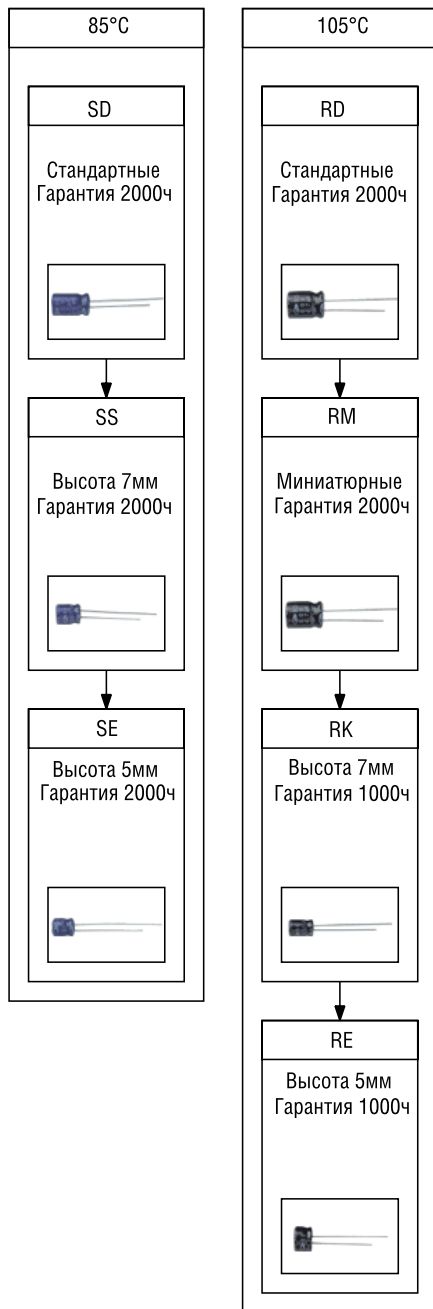 85°C
SD
Стандартные
Гарантия 2000ч
SS
Высота 7мм
Гарантия 2000ч
SE
Высота 5мм
Гарантия 2000ч
105°C
RD
Стандартные
Гарантия 2000ч
RM
Миниатюрные
Гарантия 2000ч
RK
Высота 7мм
Гарантия 1000ч
RE
Высота 5мм
Гарантия 1000ч